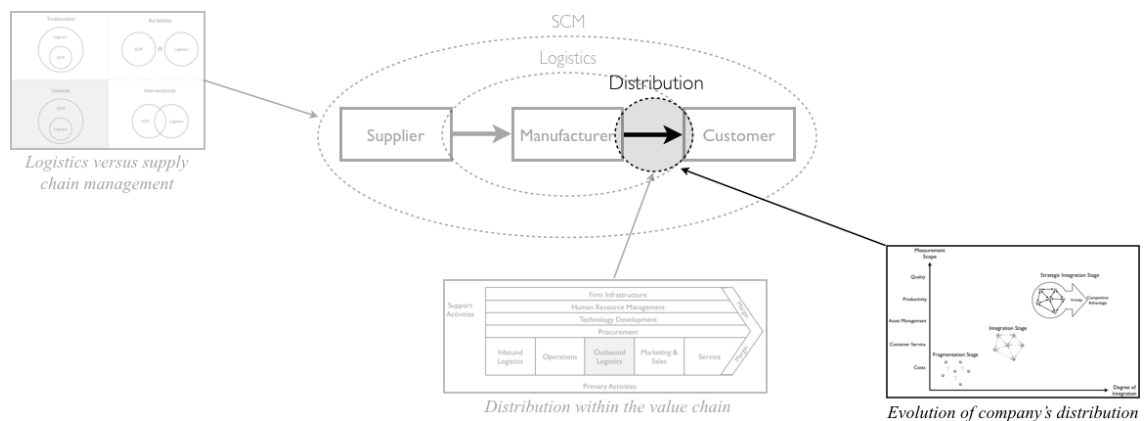 Traditionalist
Logistics
SCM
Re-labelist
SCM
Logistics
Unionist
SCM
Logistics
Intersectionist
SCM
Logistics
Logistics versus supply
chain management
SCM
Logistics
Distribution
Supplier
Manufacturer
Customer
Support
Activities
Firm Infrastructure
Human Resource Management
Technology Development
Procurement
Inbound
Logistics
Operations
Outbound
Logistics
Marketing &
Sales
Service
Margin
Margin
Primary Activities
Distribution within the value chain
Measurement
Scope
Quality
Productivity
Asset Management
Customer Service
Costs
Strategic Integration Stage
Strategy
Competitive
Advantage
Integration Stage
Fragmentation Stage
Degree of
Integration
Evolution of company's distribution